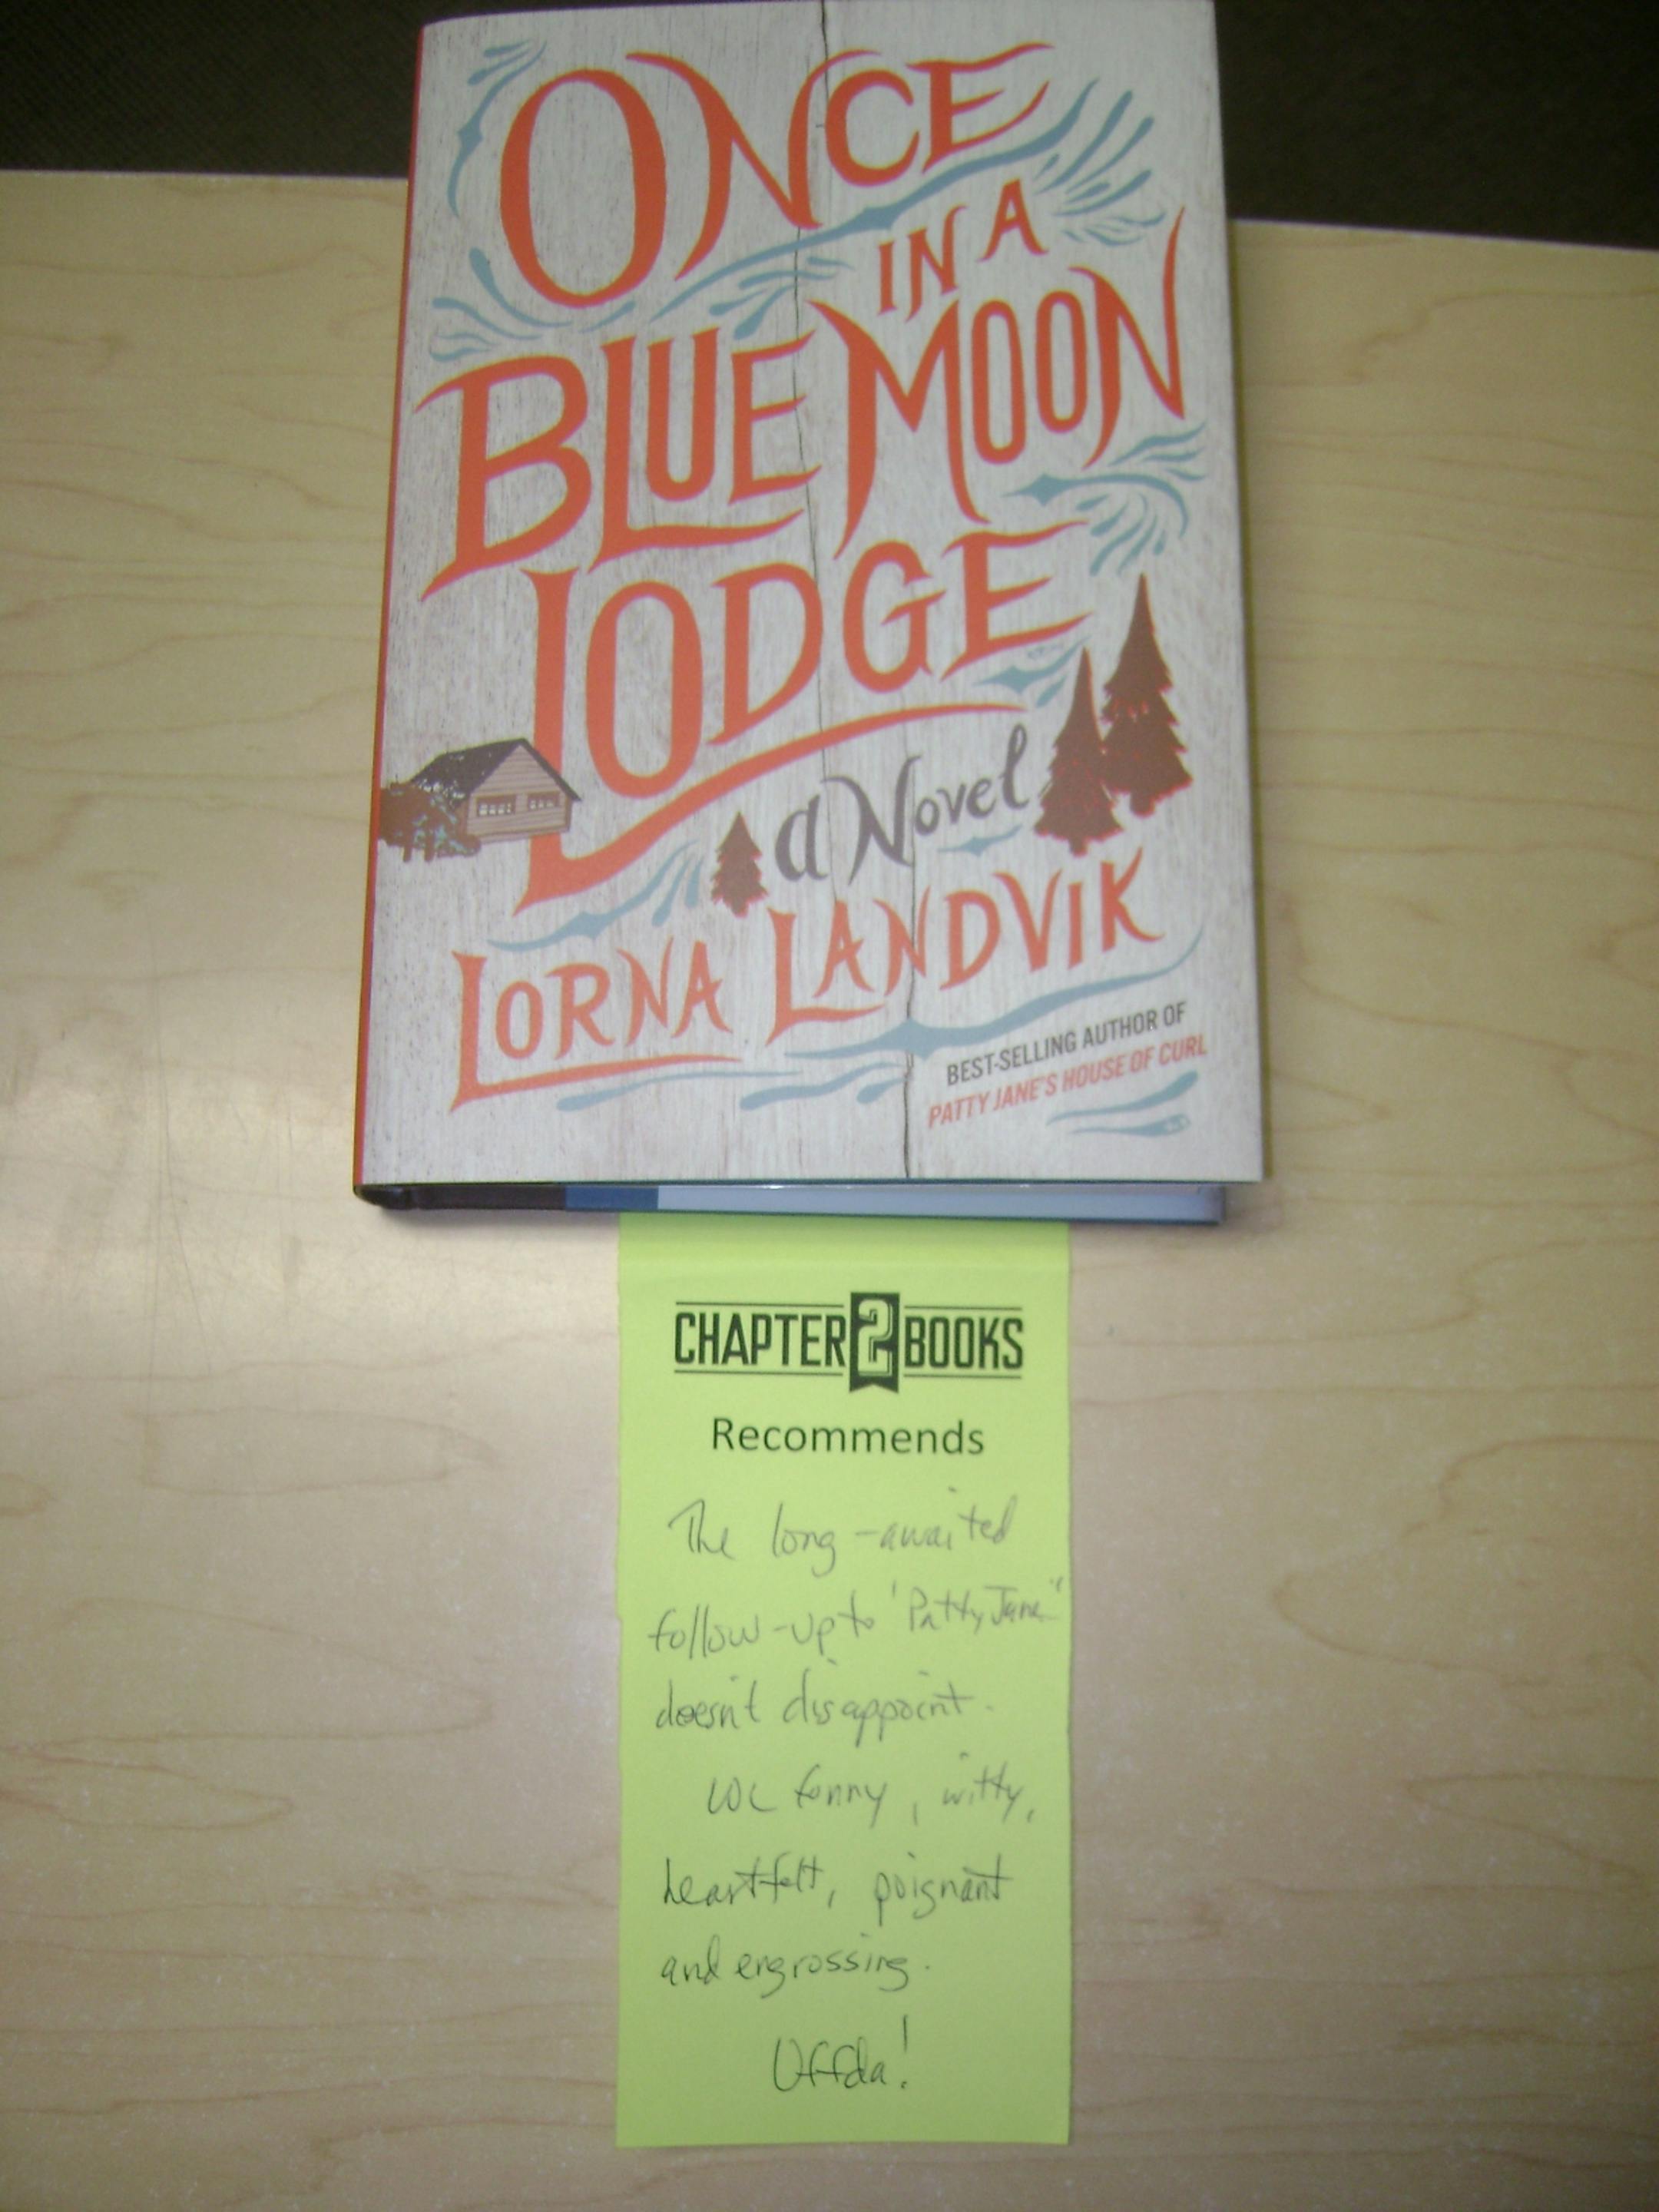 ONCE
IN A
BLUE MOON
LODGE
a Novel
LORNA LANDVIK
BEST-SELLING AUTHOR OF
PATTY JANE'S HOUSE OF CURL
CHAPTER 2 BOOKS
Recommends
The long-awaited
follow-up to 'Patty Jane"
doesn't disappoint.
LOL funny, witty,
heartfelt, poignant
and engrossing.
Uffda!